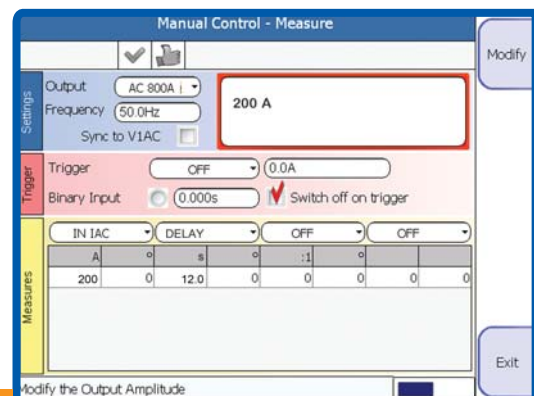 Manual Control - Measure
Modify
Settings
Output AC 800A
Frequency 50.0Hz
Sync to V1AC
200 A
Trigger
Trigger OFF 0.0A
Binary Input 0.000s Switch off on trigger
Measures
IN IAC DELAY OFF OFF
A ° s ° :1 °
200 0 12.0 0 0 0 0 0
Exit
Modify the Output Amplitude